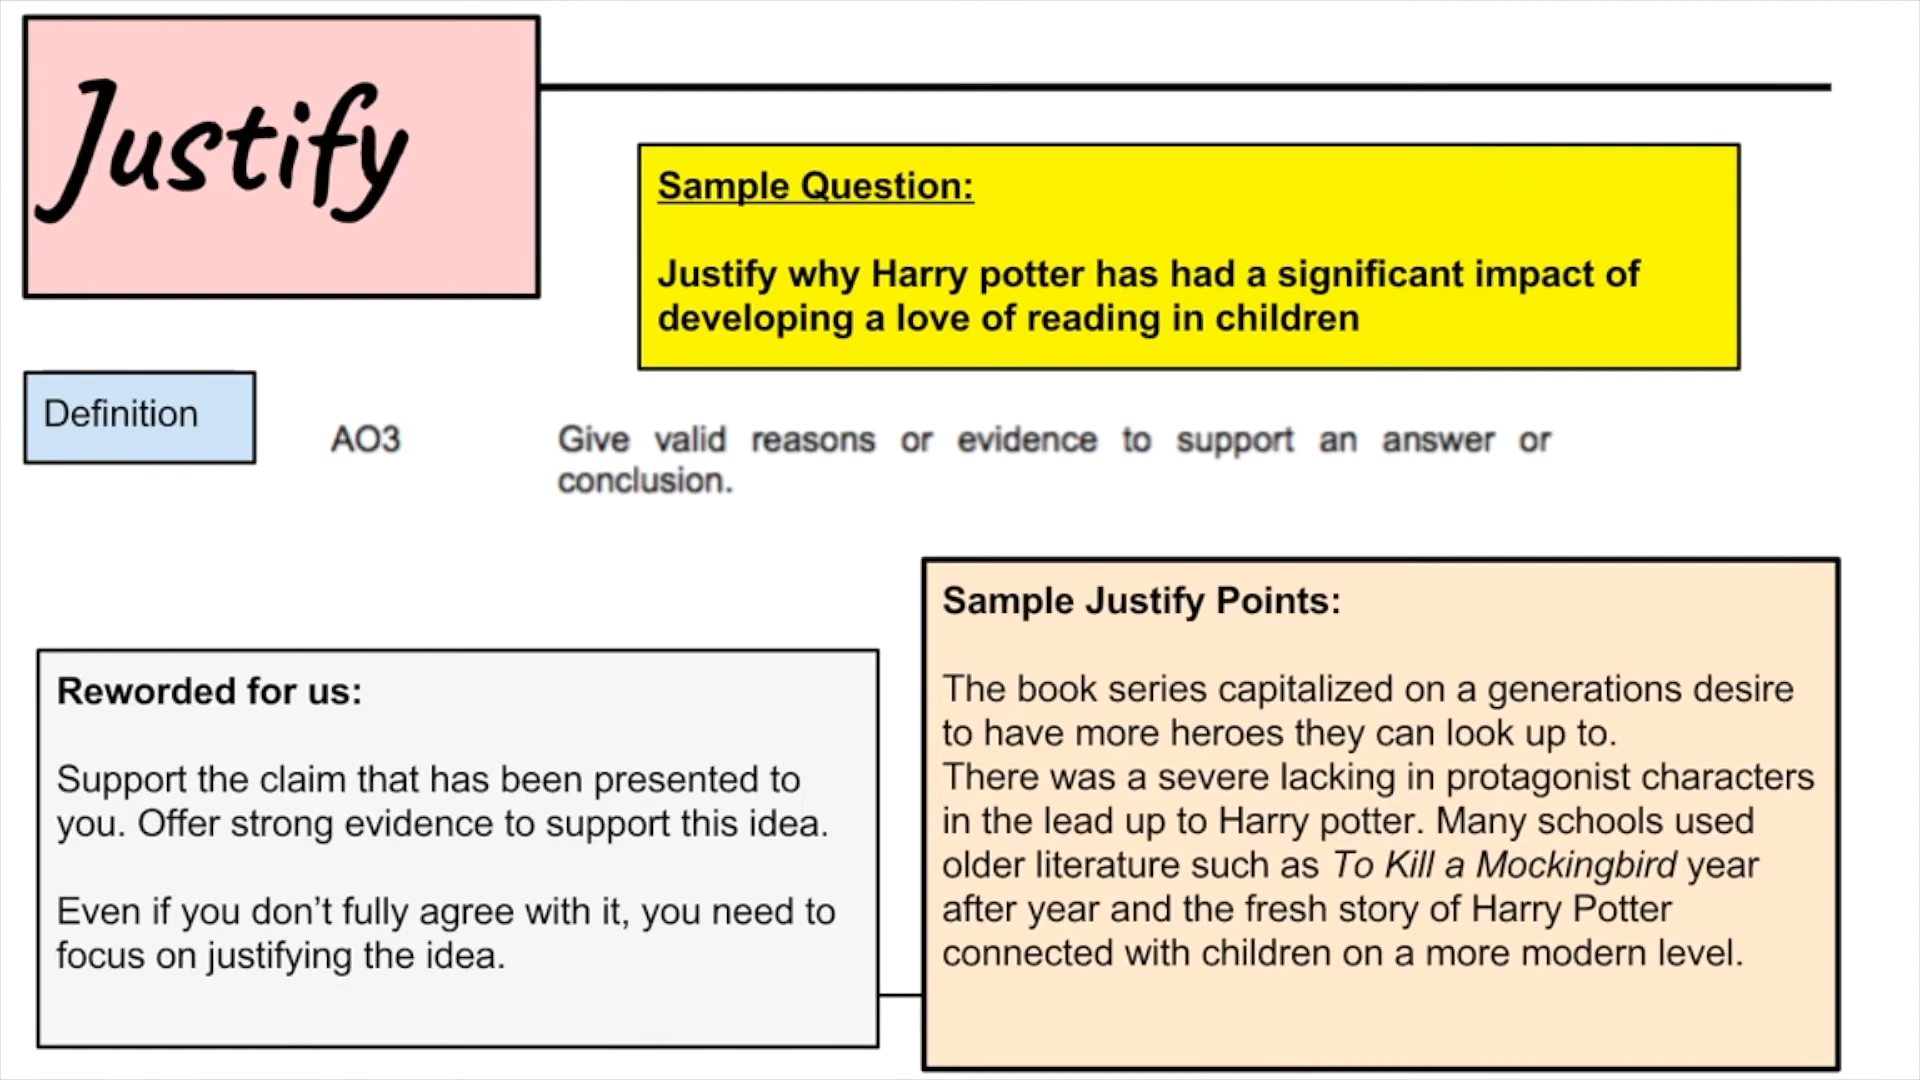 Justify
Sample Question:
Justify why Harry potter has had a significant impact of
developing a love of reading in children
Definition
AO3
Give valid reasons or evidence to support an answer or
conclusion.
Reworded for us:
Support the claim that has been presented to
you. Offer strong evidence to support this idea.
Even if you don’t fully agree with it, you need to
focus on justifying the idea.
Sample Justify Points:
The book series capitalized on a generations desire
to have more heroes they can look up to.
There was a severe lacking in protagonist characters
in the lead up to Harry potter. Many schools used
older literature such as To Kill a Mockingbird year
after year and the fresh story of Harry Potter
connected with children on a more modern level.